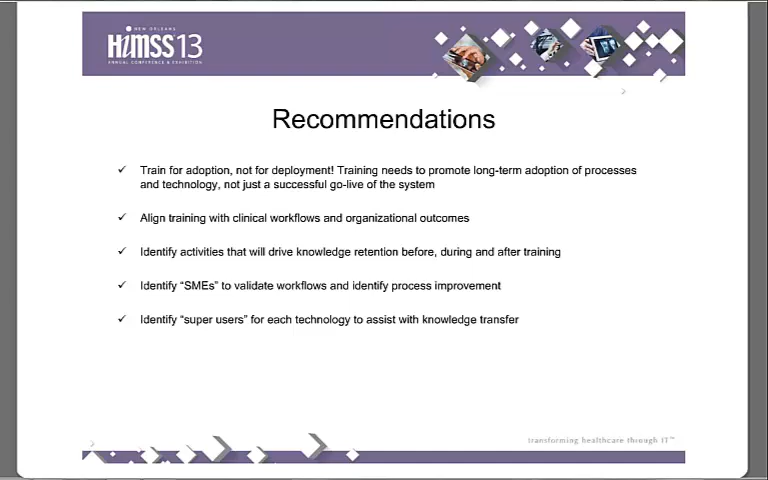 NEW ORLEANS
HIMSS13
ANNUAL CONFERENCE & EXHIBITION
Recommendations
✓ Train for adoption, not for deployment! Training needs to promote long-term adoption of processes
and technology, not just a successful go-live of the system
✓ Align training with clinical workflows and organizational outcomes
✓ Identify activities that will drive knowledge retention before, during and after training
✓ Identify “SMEs” to validate workflows and identify process improvement
✓ Identify “super users” for each technology to assist with knowledge transfer
transforming healthcare through IT™